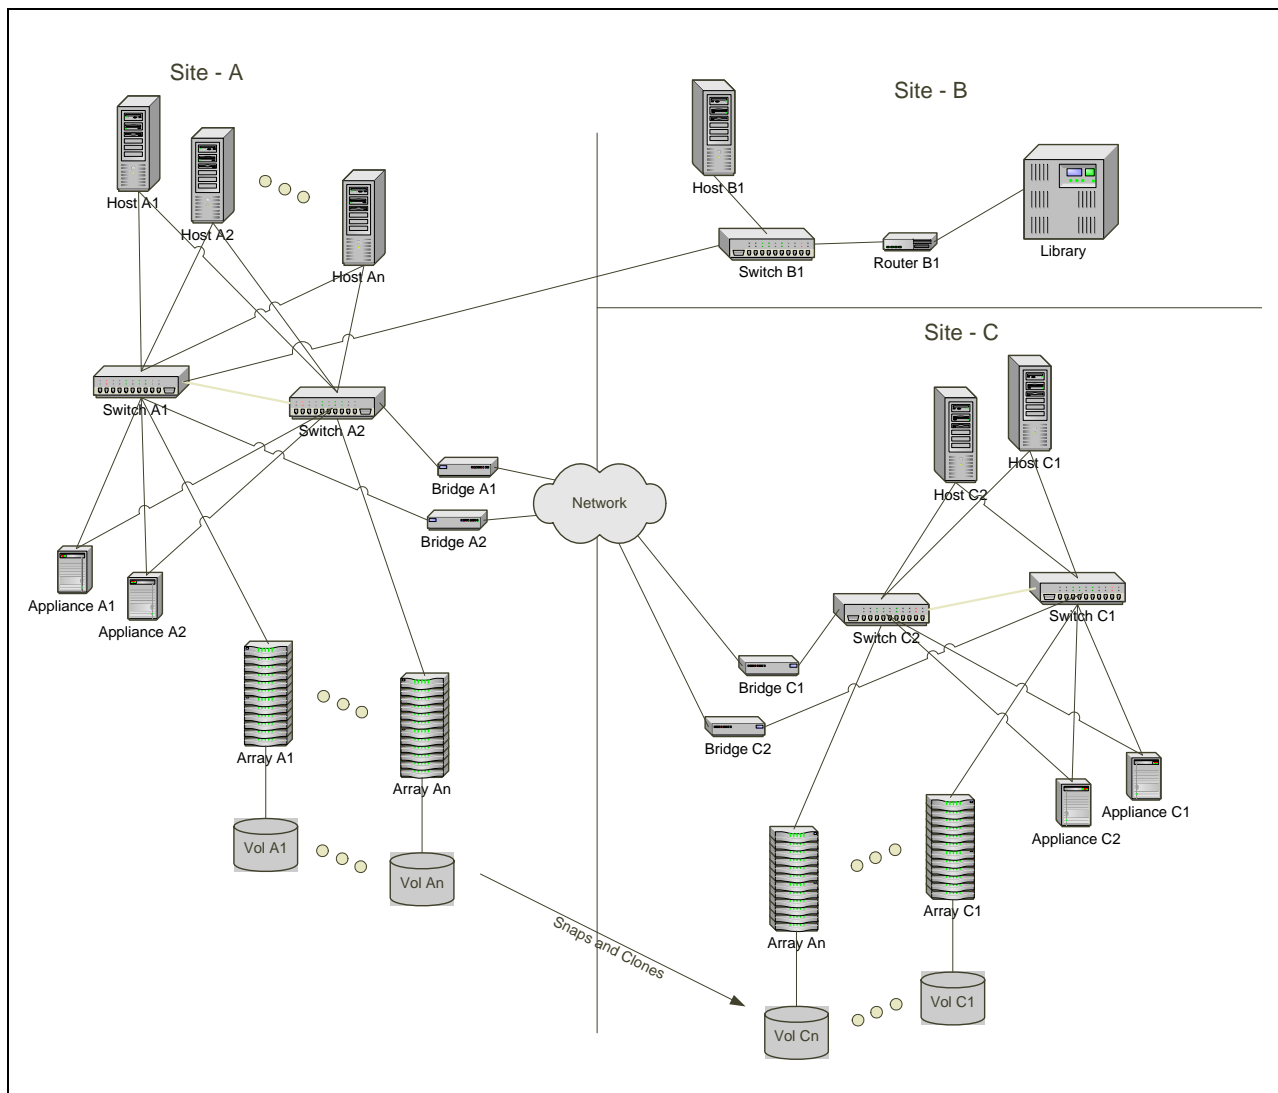 Site - A
Site - B
Host A1
Host A2
Host An
Host B1
Switch B1
Router B1
Library
Site - C
Switch A1
Switch A2
Bridge A1
Bridge A2
Network
Host C1
Host C2
Appliance A1
Appliance A2
Switch C1
Switch C2
Bridge C1
Bridge C2
Array A1
Array An
Appliance C1
Appliance C2
Vol A1
Vol An
Snaps and Clones
Array C1
Array An
Vol C1
Vol Cn